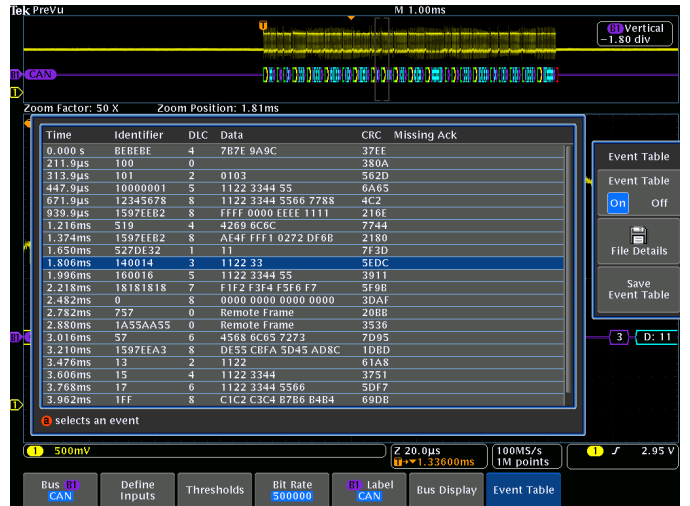 Tek PreVu M 1.00ms
B1 Vertical
-1.80 div
B1 CAN
T
1
Zoom Factor: 50 X Zoom Position: 1.81ms
Time Identifier DLC Data CRC Missing Ack
0.000 s BEBEBE 4 7B7E 9A9C 37EE
211.9µs 100 0 380A
313.9µs 101 2 0103 562D
447.9µs 10000001 5 1122 3344 55 6A65
671.9µs 12345678 8 1122 3344 5566 7788 4C2
939.9µs 1597EEB2 8 FFFF 0000 EEEE 1111 216E
1.216ms 519 4 4269 6C6C 7744
1.374ms 1597EEB2 8 AE4F FFF1 0272 DF6B 2180
1.650ms 527DE32 1 11 7F3D
1.806ms 140014 3 1122 33 5EDC
1.996ms 160016 5 1122 3344 55 3911
2.218ms 18181818 7 F1F2 F3F4 F5F6 F7 5F9B
2.482ms 0 8 0000 0000 0000 0000 3DAF
2.782ms 757 0 Remote Frame 20BB
2.880ms 1A55AA55 0 Remote Frame 3536
3.016ms 57 6 4568 6C65 7273 7D95
3.210ms 1597EEA3 8 DE55 CBFA 5D45 AD8C 1DBD
3.476ms 13 2 1122 61A8
3.606ms 15 4 1122 3344 3751
3.768ms 17 6 1122 3344 5566 5DF7
3.962ms 1FF 8 C1C2 C3C4 B7B6 B4B4 69DB
a selects an event
Event Table
Event Table
On Off
File Details
Save
Event Table
B1
3 D: 11
1
1 500mV
Z 20.0µs
T→▼1.33600ms
100MS/s
1M points
1 2.95 V
Bus B1
CAN
Define
Inputs
Thresholds
Bit Rate
500000
B1 Label
CAN
Bus Display
Event Table